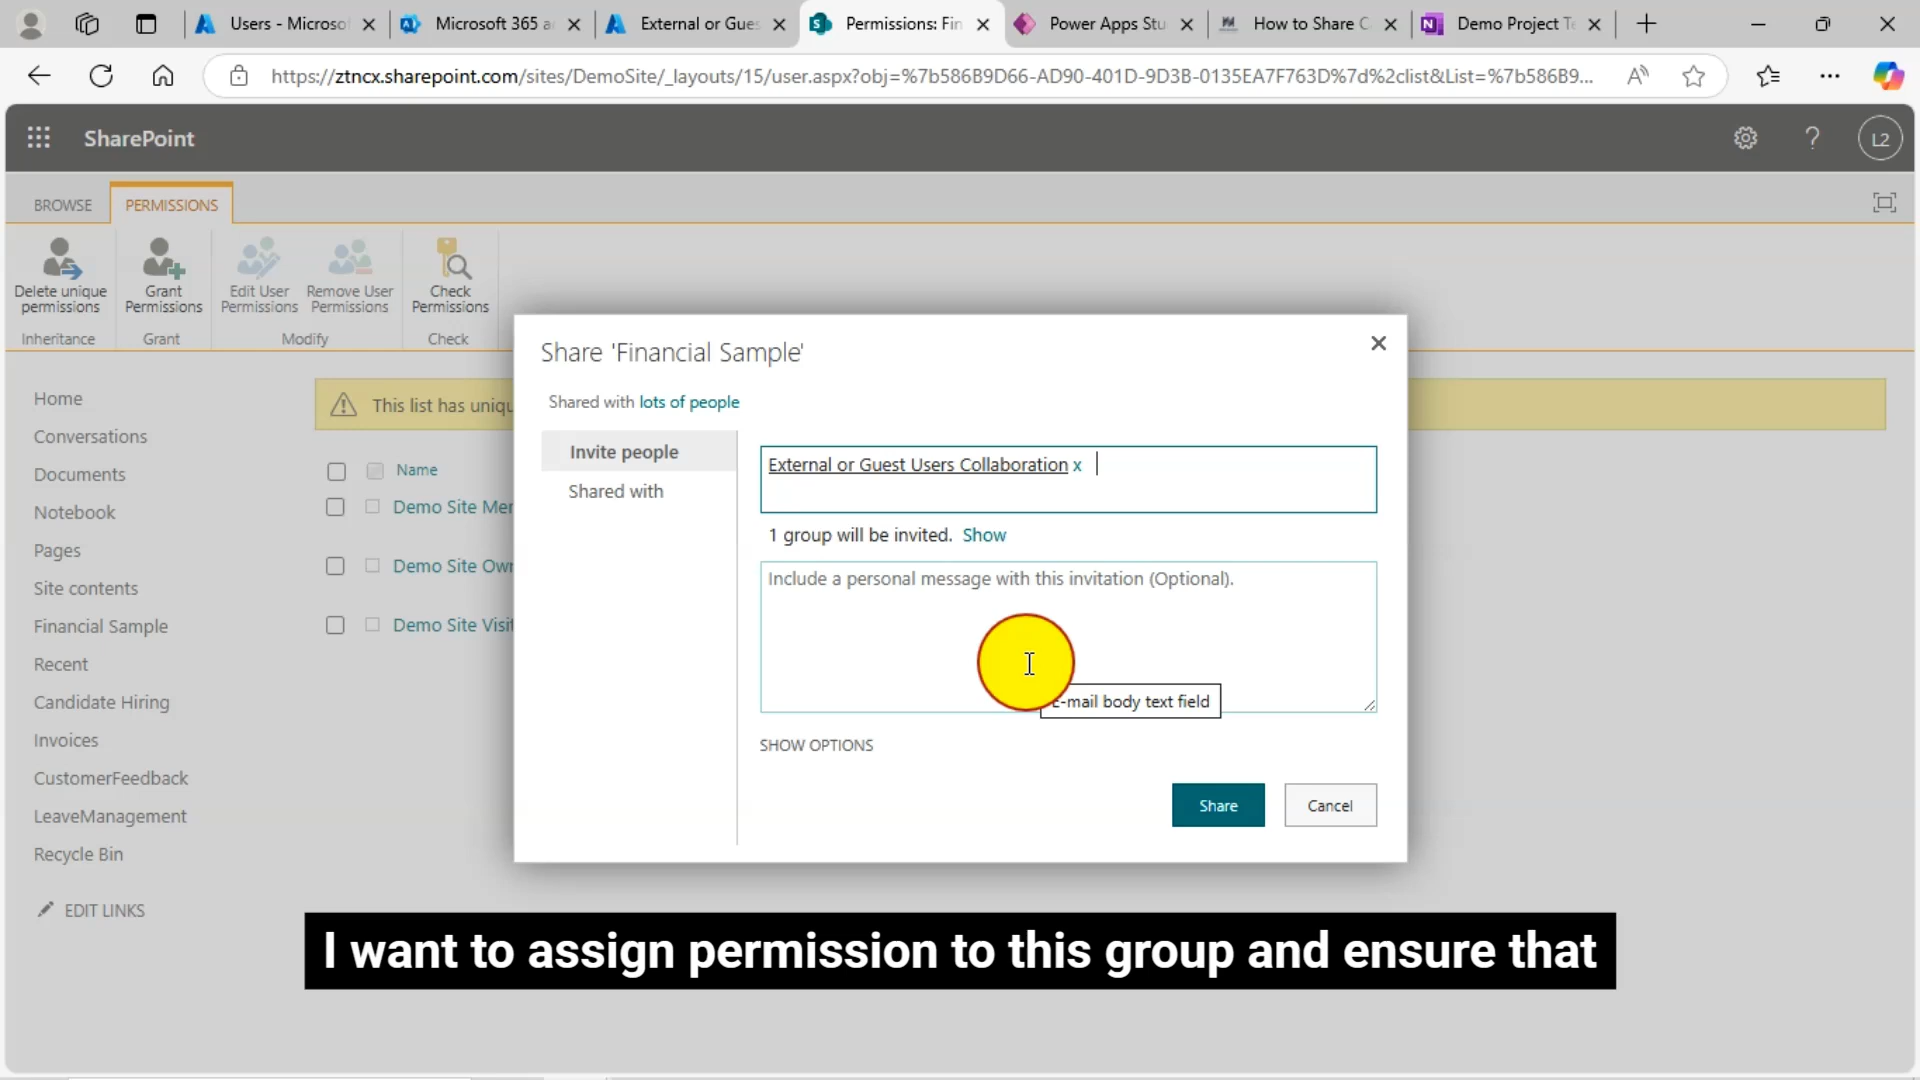 Users - Microsof
Microsoft 365 a
External or Gues
Permissions: Fin
Power Apps Stu
How to Share C
Demo Project Te
https://ztncx.sharepoint.com/sites/DemoSite/_layouts/15/user.aspx?obj=%7b586B9D66-AD90-401D-9D3B-0135EA7F763D%7d%2clist&List=%7b586B9...
SharePoint
L2
BROWSE
PERMISSIONS
Delete unique
permissions
Grant
Permissions
Edit User
Permissions
Remove User
Permissions
Check
Permissions
Inheritance
Grant
Modify
Check
Share 'Financial Sample'
Shared with lots of people
Invite people
Shared with
External or Guest Users Collaboration x
1 group will be invited. Show
Include a personal message with this invitation (Optional).
E-mail body text field
SHOW OPTIONS
Share
Cancel
Home
Conversations
Documents
Notebook
Pages
Site contents
Financial Sample
Recent
Candidate Hiring
Invoices
CustomerFeedback
LeaveManagement
Recycle Bin
EDIT LINKS
This list has uniqu
Name
Demo Site Mer
Demo Site Owr
Demo Site Visit
I want to assign permission to this group and ensure that